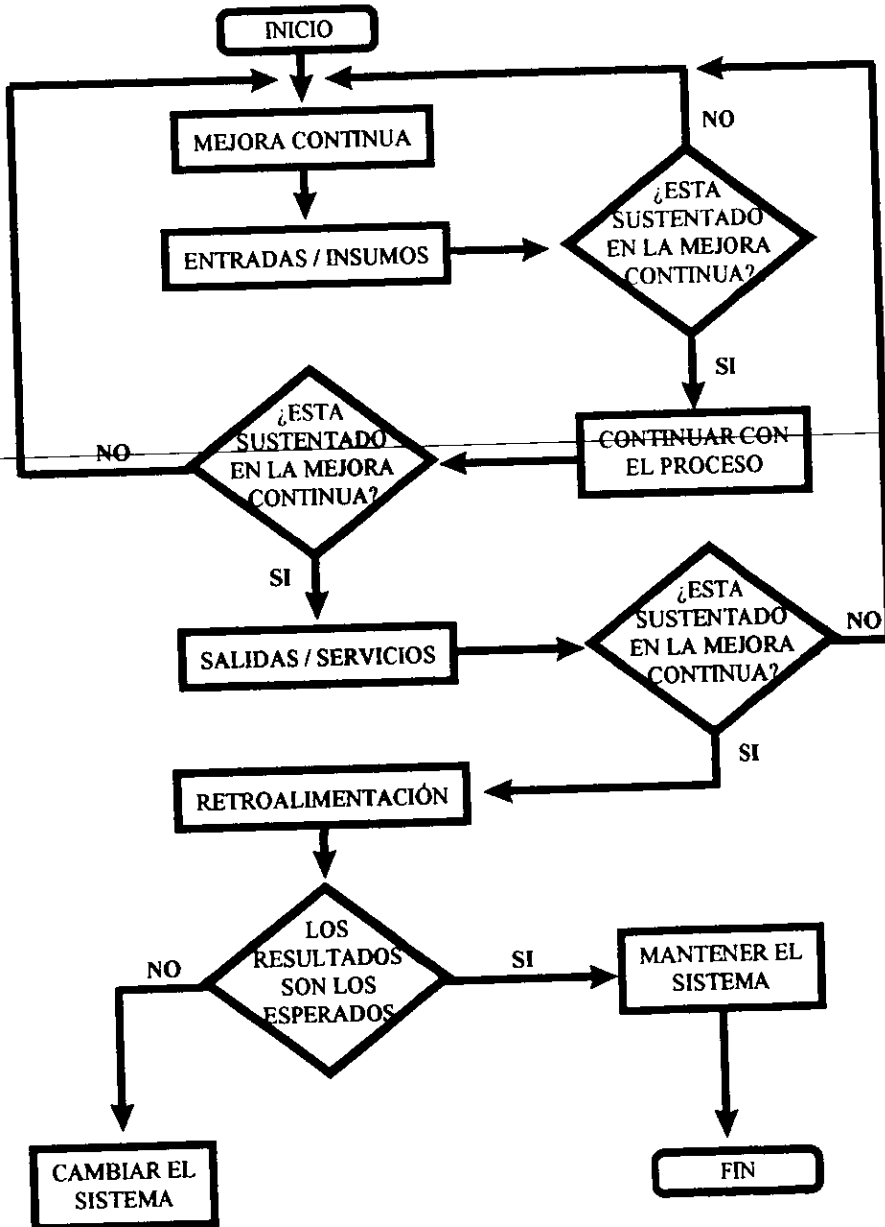 INICIO
MEJORA CONTINUA
NO
ENTRADAS / INSUMOS
¿ESTA
SUSTENTADO
EN LA MEJORA
CONTINUA?
SI
CONTINUAR CON
EL PROCESO
¿ESTA
SUSTENTADO
EN LA MEJORA
CONTINUA?
NO
SI
SALIDAS / SERVICIOS
¿ESTA
SUSTENTADO
EN LA MEJORA
CONTINUA?
NO
SI
RETROALIMENTACIÓN
LOS
RESULTADOS
SON LOS
ESPERADOS
NO
SI
MANTENER EL
SISTEMA
CAMBIAR EL
SISTEMA
FIN